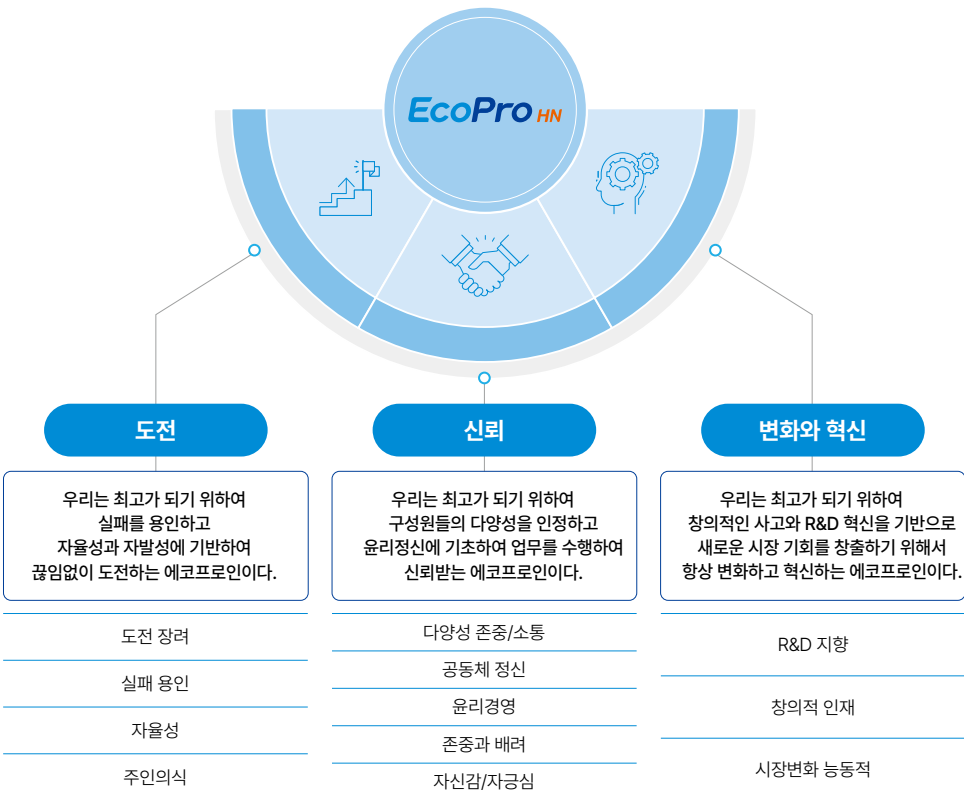 EcoPro HN
도전
우리는 최고가 되기 위하여
실패를 용인하고
자율성과 자발성에 기반하여
끊임없이 도전하는 에코프로인이다.
도전 장려
실패 용인
자율성
주인의식
신뢰
우리는 최고가 되기 위하여
구성원들의 다양성을 인정하고
윤리정신에 기초하여 업무를 수행하여
신뢰받는 에코프로인이다.
다양성 존중/소통
공동체 정신
윤리경영
존중과 배려
자신감/자긍심
변화와 혁신
우리는 최고가 되기 위하여
창의적인 사고와 R&D 혁신을 기반으로
새로운 시장 기회를 창출하기 위해서
항상 변화하고 혁신하는 에코프로인이다.
R&D 지향
창의적 인재
시장변화 능동적